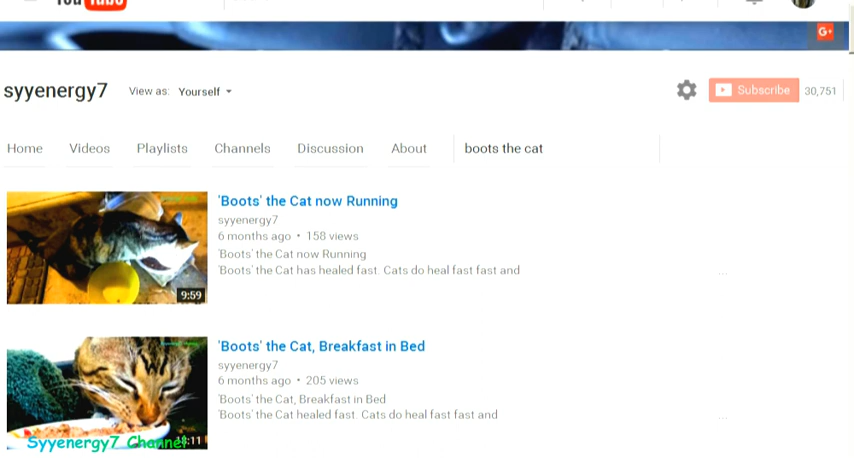 YouTube
G+
syyenergy7 View as: Yourself
Subscribe 30,751
Home Videos Playlists Channels Discussion About boots the cat
'Boots' the Cat now Running
syyenergy7
6 months ago • 158 views
'Boots' the Cat now Running
'Boots' the Cat has healed fast. Cats do heal fast fast and ...
9:59
'Boots' the Cat, Breakfast in Bed
syyenergy7
6 months ago • 205 views
'Boots' the Cat, Breakfast in Bed
'Boots' the Cat healed fast. Cats do heal fast fast and ...
Syyenergy7 Channel :11